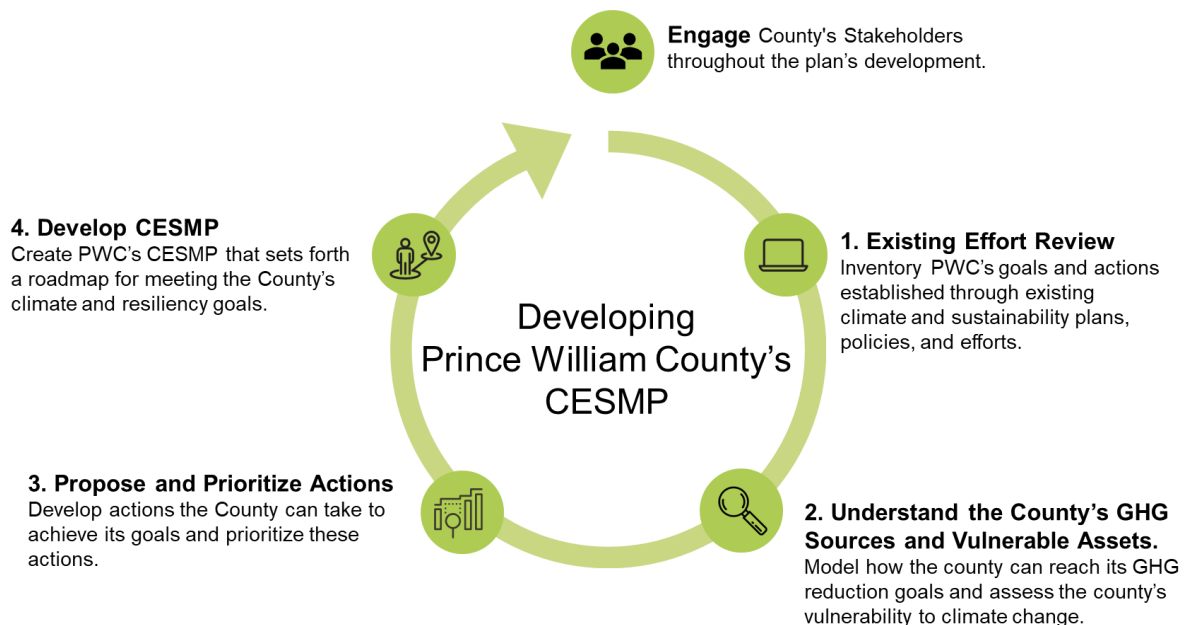 Engage County's Stakeholders
throughout the plan’s development.
1. Existing Effort Review
Inventory PWC’s goals and actions
established through existing
climate and sustainability plans,
policies, and efforts.
2. Understand the County’s GHG
Sources and Vulnerable Assets.
Model how the county can reach its GHG
reduction goals and assess the county’s
vulnerability to climate change.
3. Propose and Prioritize Actions
Develop actions the County can take to
achieve its goals and prioritize these
actions.
4. Develop CESMP
Create PWC’s CESMP that sets forth
a roadmap for meeting the County’s
climate and resiliency goals.
Developing
Prince William County’s
CESMP